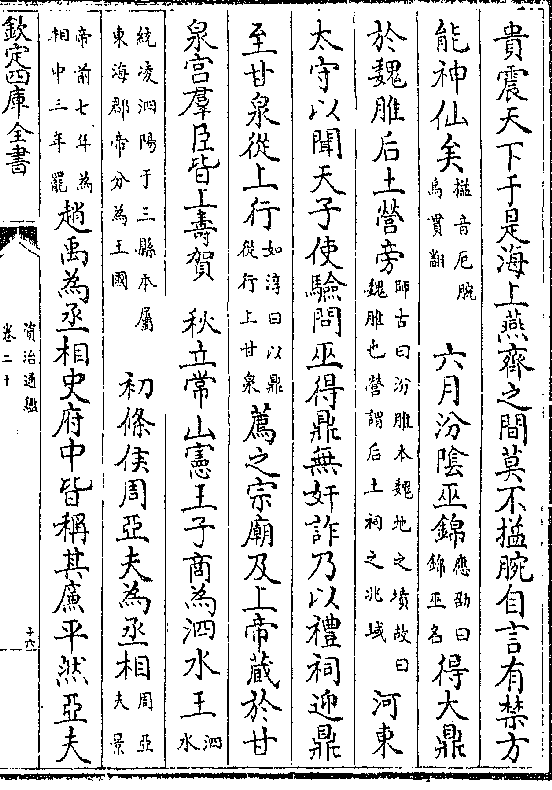 貴震天下于是海上燕齊之間莫不搤腕自言有禁方
能神仙矣搤音厄腕烏貫翻　六月汾陰巫錦應劭曰錦巫名得大鼎
於魏脽后土營旁師古曰汾脽本魏地之墳故曰魏脽也營謂后土祠之兆域河東
太守以聞天子使驗問巫得鼎無奸詐乃以禮祠迎鼎
至甘泉從上行如淳曰以鼎從行上甘泉薦之宗廟及上帝蔵於甘
泉宮羣臣皆上壽賀　秋立常山憲王子商為泗水王泗水
統凌泗陽于三縣本屬東海郡帝分為王國　初條侯周亞夫為丞相周亞夫景
帝前七年為相中三年罷趙禹為丞相史府中皆稱其廉平然亞夫
欽定四庫全書
資治通鑑
卷二十
十六